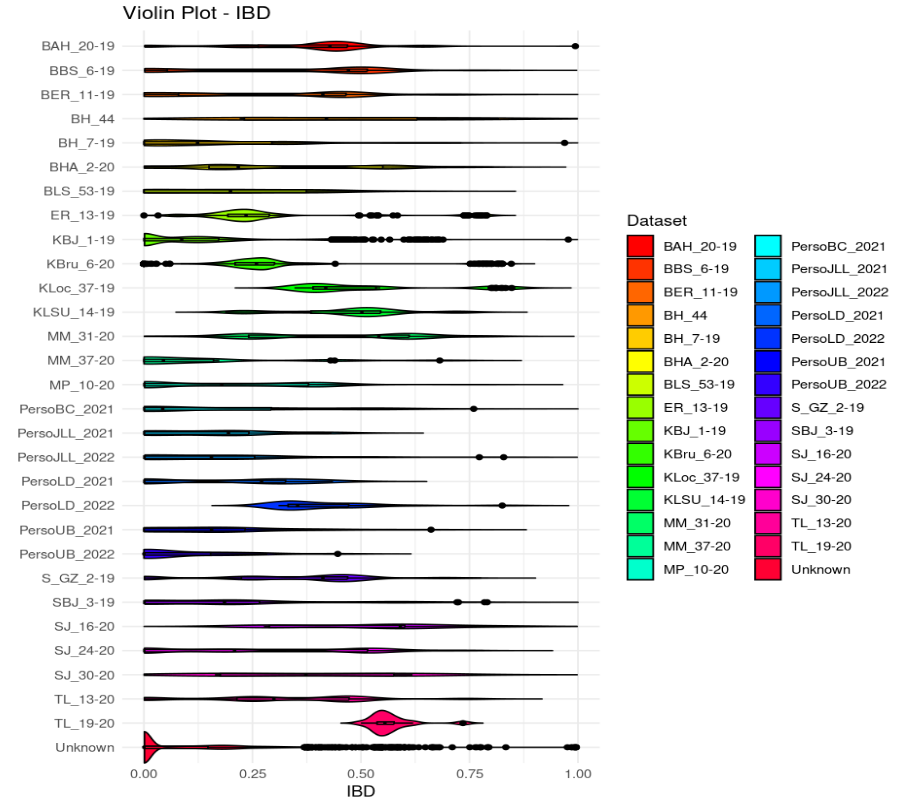 Violin Plot - IBD
BAH_20-19
BBS_6-19
BER_11-19
BH_44
BH_7-19
BHA_2-20
BLS_53-19
ER_13-19
KBJ_1-19
KBru_6-20
KLoc_37-19
KLSU_14-19
MM_31-20
MM_37-20
MP_10-20
PersoBC_2021
PersoJLL_2021
PersoJLL_2022
PersoLD_2021
PersoLD_2022
PersoUB_2021
PersoUB_2022
S_GZ_2-19
SBJ_3-19
SJ_16-20
SJ_24-20
SJ_30-20
TL_13-20
TL_19-20
Unknown
0.00 0.25 0.50 0.75 1.00
IBD
Dataset
BAH_20-19
BBS_6-19
BER_11-19
BH_44
BH_7-19
BHA_2-20
BLS_53-19
ER_13-19
KBJ_1-19
KBru_6-20
KLoc_37-19
KLSU_14-19
MM_31-20
MM_37-20
MP_10-20
PersoBC_2021
PersoJLL_2021
PersoJLL_2022
PersoLD_2021
PersoLD_2022
PersoUB_2021
PersoUB_2022
S_GZ_2-19
SBJ_3-19
SJ_16-20
SJ_24-20
SJ_30-20
TL_13-20
TL_19-20
Unknown